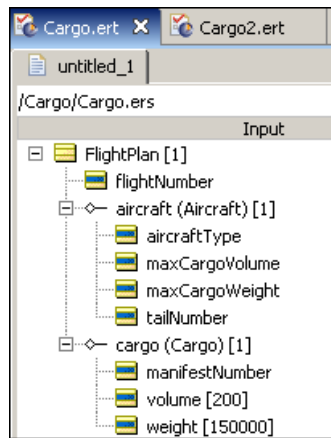 Cargo.ert Cargo2.ert
untitled_1
/Cargo/Cargo.ers
Input
FlightPlan [1]
flightNumber
aircraft (Aircraft) [1]
aircraftType
maxCargoVolume
maxCargoWeight
tailNumber
cargo (Cargo) [1]
manifestNumber
volume [200]
weight [150000]